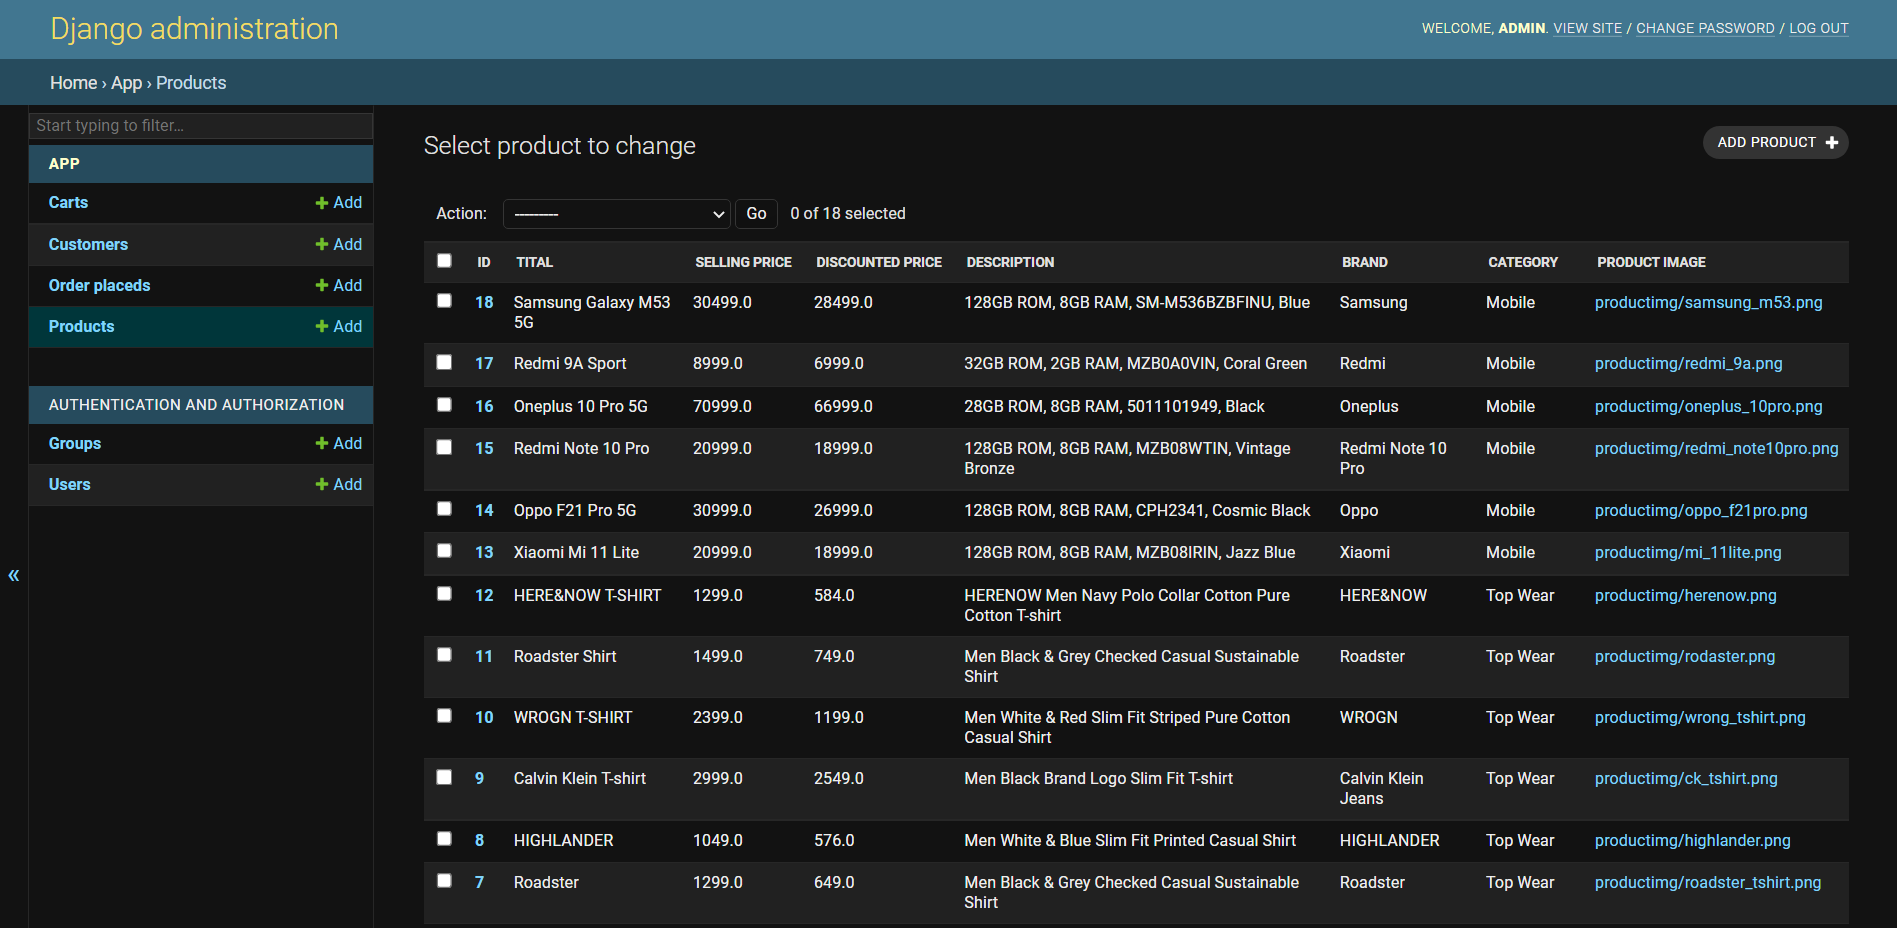 Django administration
WELCOME, ADMIN. VIEW SITE / CHANGE PASSWORD / LOG OUT
Home › App › Products
Start typing to filter...
APP
Carts + Add
Customers + Add
Order placeds + Add
Products + Add
AUTHENTICATION AND AUTHORIZATION
Groups + Add
Users + Add
«
Select product to change
ADD PRODUCT +
Action: --------- Go 0 of 18 selected
ID TITAL SELLING PRICE DISCOUNTED PRICE DESCRIPTION BRAND CATEGORY PRODUCT IMAGE
18 Samsung Galaxy M53 30499.0 28499.0 128GB ROM, 8GB RAM, SM-M536BZBFINU, Blue Samsung Mobile productimg/samsung_m53.png
5G
17 Redmi 9A Sport 8999.0 6999.0 32GB ROM, 2GB RAM, MZB0A0VIN, Coral Green Redmi Mobile productimg/redmi_9a.png
16 Oneplus 10 Pro 5G 70999.0 66999.0 28GB ROM, 8GB RAM, 5011101949, Black Oneplus Mobile productimg/oneplus_10pro.png
15 Redmi Note 10 Pro 20999.0 18999.0 128GB ROM, 8GB RAM, MZB08WTIN, Vintage Redmi Note 10 Mobile productimg/redmi_note10pro.png
Bronze Pro
14 Oppo F21 Pro 5G 30999.0 26999.0 128GB ROM, 8GB RAM, CPH2341, Cosmic Black Oppo Mobile productimg/oppo_f21pro.png
13 Xiaomi Mi 11 Lite 20999.0 18999.0 128GB ROM, 8GB RAM, MZB08IRIN, Jazz Blue Xiaomi Mobile productimg/mi_11lite.png
12 HERE&NOW T-SHIRT 1299.0 584.0 HERENOW Men Navy Polo Collar Cotton Pure HERE&NOW Top Wear productimg/herenow.png
Cotton T-shirt
11 Roadster Shirt 1499.0 749.0 Men Black & Grey Checked Casual Sustainable Roadster Top Wear productimg/rodaster.png
Shirt
10 WROGN T-SHIRT 2399.0 1199.0 Men White & Red Slim Fit Striped Pure Cotton WROGN Top Wear productimg/wrong_tshirt.png
Casual Shirt
9 Calvin Klein T-shirt 2999.0 2549.0 Men Black Brand Logo Slim Fit T-shirt Calvin Klein Top Wear productimg/ck_tshirt.png
Jeans
8 HIGHLANDER 1049.0 576.0 Men White & Blue Slim Fit Printed Casual Shirt HIGHLANDER Top Wear productimg/highlander.png
7 Roadster 1299.0 649.0 Men Black & Grey Checked Casual Sustainable Roadster Top Wear productimg/roadster_tshirt.png
Shirt